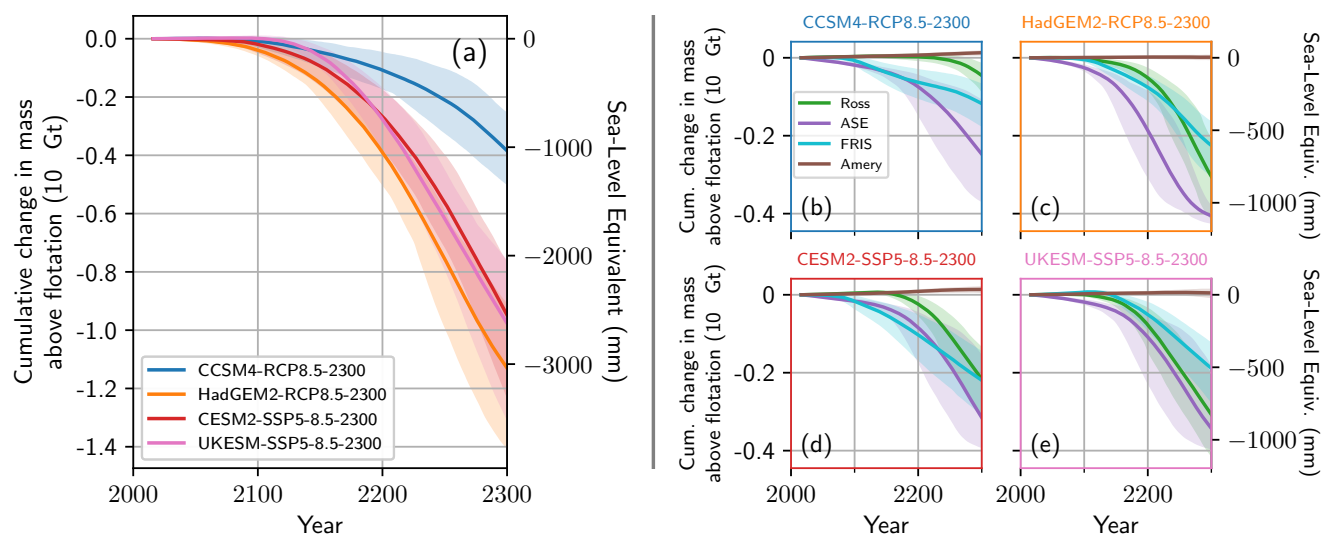 (a)
0.0
-0.2
-0.4
-0.6
-0.8
-1.0
-1.2
-1.4
Cumulative change in mass
above flotation (10 Gt)
0
−1000
−2000
−3000
Sea-Level Equivalent (mm)
CCSM4-RCP8.5-2300
HadGEM2-RCP8.5-2300
CESM2-SSP5-8.5-2300
UKESM-SSP5-8.5-2300
2000
2100
2200
2300
Year
CCSM4-RCP8.5-2300
0
-0.2
-0.4
Cum. change in mass
above flotation (10 Gt)
Ross
ASE
FRIS
Amery
(b)
HadGEM2-RCP8.5-2300
(c)
0
−500
−1000
Sea-Level Equiv. (mm)
CESM2-SSP5-8.5-2300
0
-0.2
-0.4
Cum. change in mass
above flotation (10 Gt)
(d)
2000
2200
Year
UKESM-SSP5-8.5-2300
(e)
0
−500
−1000
Sea-Level Equiv. (mm)
2000
2200
Year